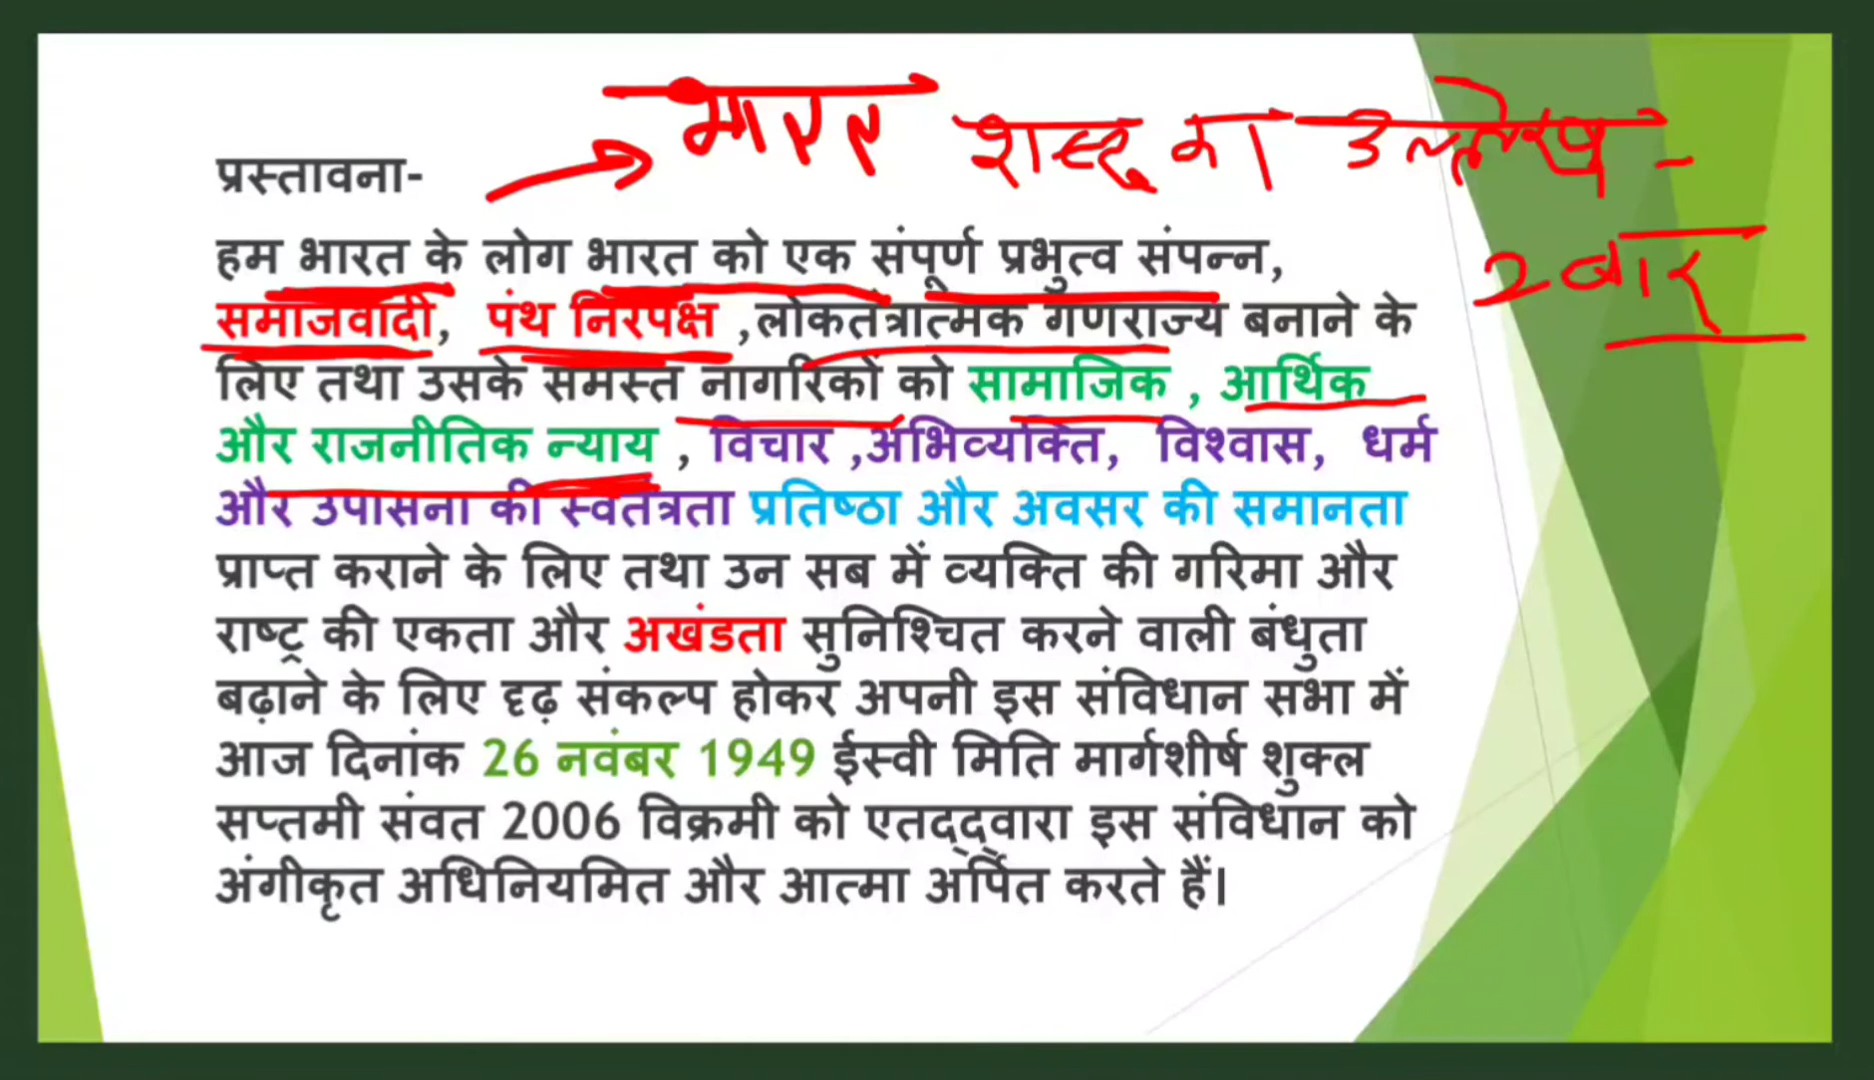 भारत शब्द का उल्लेख -
2 बार
प्रस्तावना-
हम भारत के लोग भारत को एक संपूर्ण प्रभुत्व संपन्न,
समाजवादी, पंथ निरपेक्ष ,लोकतंत्रात्मक गणराज्य बनाने के
लिए तथा उसके समस्त नागरिकों को सामाजिक , आर्थिक
और राजनीतिक न्याय , विचार ,अभिव्यक्ति, विश्वास, धर्म
और उपासना की स्वतंत्रता प्रतिष्ठा और अवसर की समानता
प्राप्त कराने के लिए तथा उन सब में व्यक्ति की गरिमा और
राष्ट्र की एकता और अखंडता सुनिश्चित करने वाली बंधुता
बढ़ाने के लिए दृढ़ संकल्प होकर अपनी इस संविधान सभा में
आज दिनांक 26 नवंबर 1949 ईस्वी मिति मार्गशीर्ष शुक्ल
सप्तमी संवत 2006 विक्रमी को एतद्द्वारा इस संविधान को
अंगीकृत अधिनियमित और आत्मा अर्पित करते हैं।